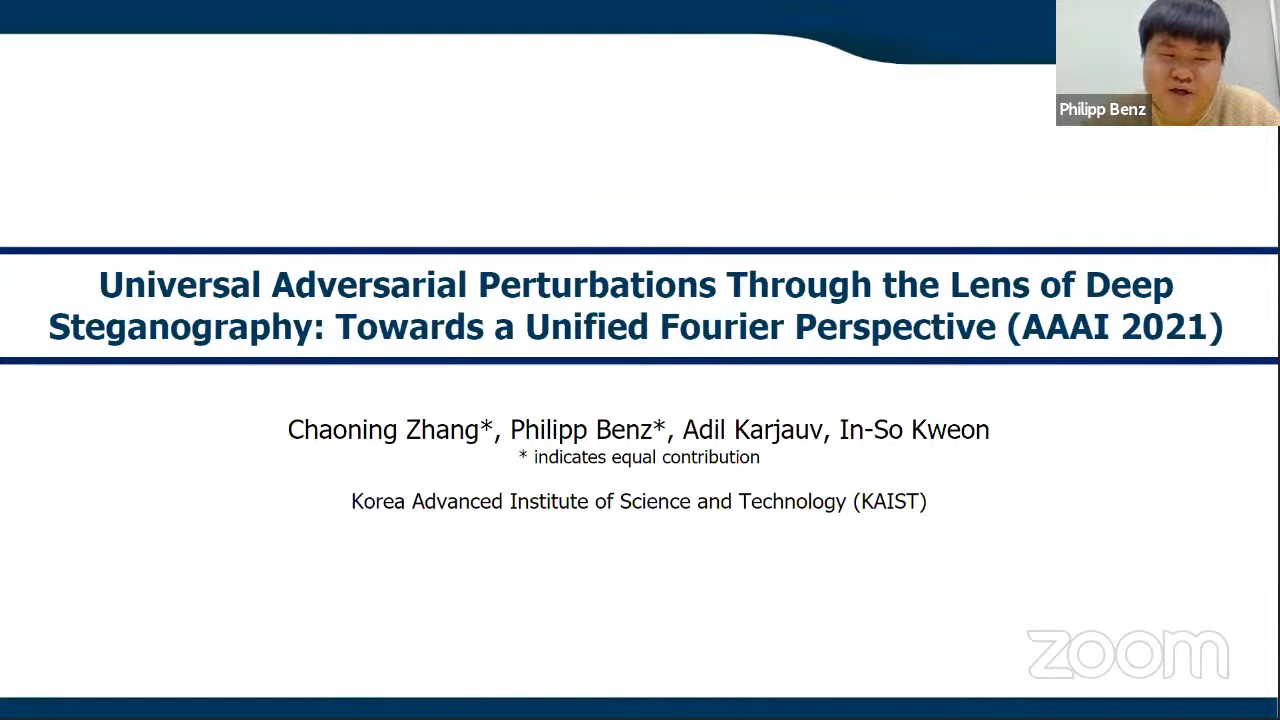 Philipp Benz
Universal Adversarial Perturbations Through the Lens of Deep
Steganography: Towards a Unified Fourier Perspective (AAAI 2021)
Chaoning Zhang*, Philipp Benz*, Adil Karjauv, In-So Kweon
* indicates equal contribution
Korea Advanced Institute of Science and Technology (KAIST)
zoom